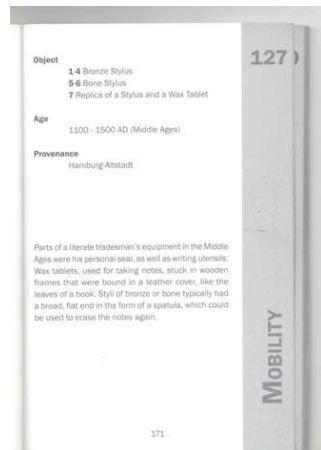 127
Object
1-4 Bronze Stylus
5-6 Bone Stylus
7 Replica of a Stylus and a Wax Tablet
Age
1100 - 1500 AD (Middle Ages)
Provenance
Hamburg-Altstadt
Parts of a literate tradesman's equipment in the Middle
Ages were his personal seal, as well as writing utensils:
Wax tablets, used for taking notes, stuck in wooden
frames that were bound in a leather cover, like the
leaves of a book. Styli of bronze or bone typically had
a broad, flat end in the form of a spatula, which could
be used to erase the notes again.
MOBILITY
171